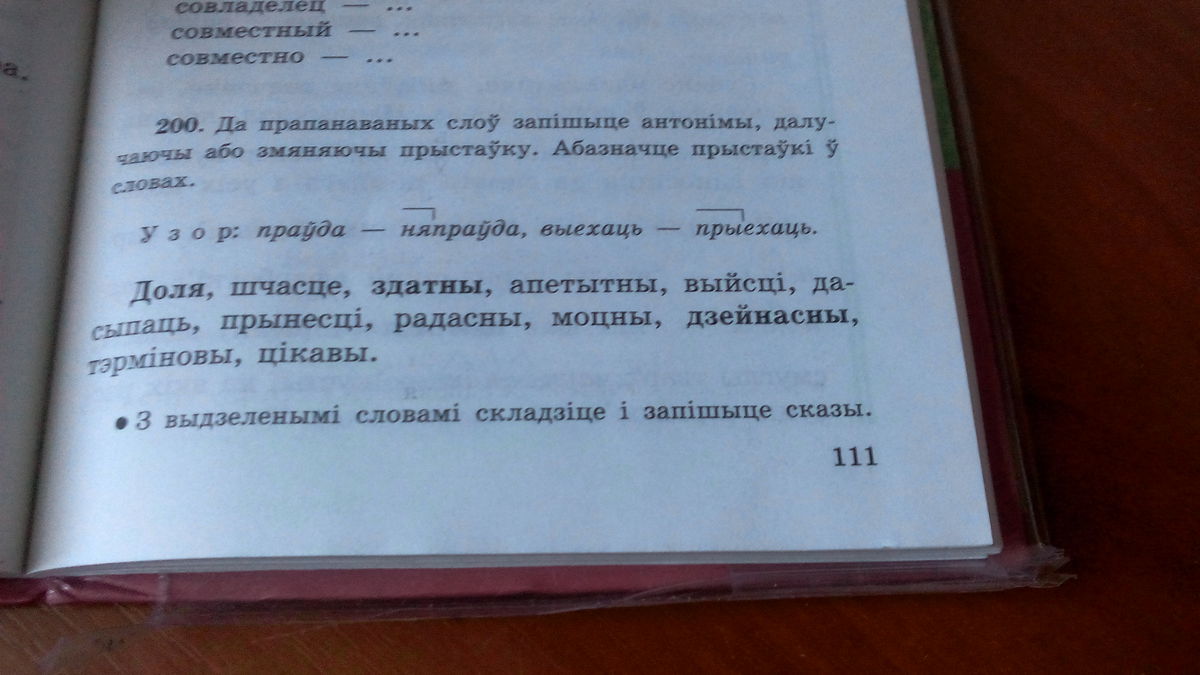 совладелец — ...
совместный — ...
совместно — ...
200. Да прапанаваных слоў запішыце антонімы, далу-
чаючы або змяняючы прыстаўку. Абазначце прыстаўкі ў
словах.
Узор: праўда — няпраўда, выехаць — прыехаць.
Доля, шчасце, здатны, апетытны, выйсці, да-
сыпаць, прынесці, радасны, моцны, дзейнасны,
тэрміновы, цікавы.
• З выдзеленымі словамі складзіце і запішыце сказы.
111